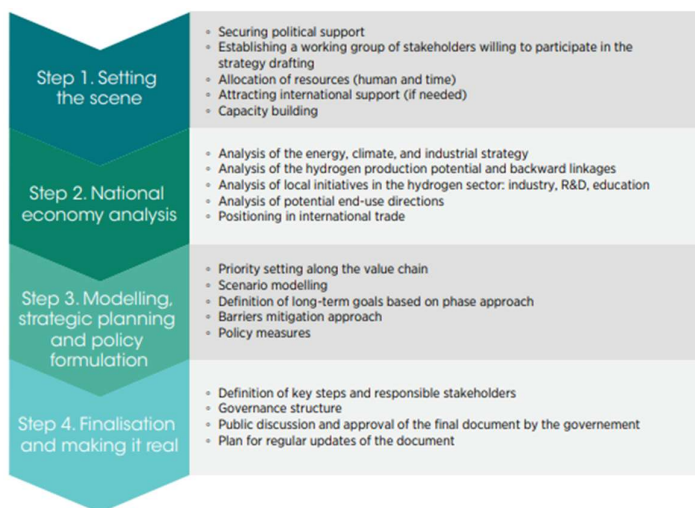 Step 1. Setting
the scene
• Securing political support
• Establishing a working group of stakeholders willing to participate in the
strategy drafting
• Allocation of resources (human and time)
• Attracting international support (if needed)
• Capacity building
Step 2. National
economy analysis
• Analysis of the energy, climate, and industrial strategy
• Analysis of the hydrogen production potential and backward linkages
• Analysis of local initiatives in the hydrogen sector: industry, R&D, education
• Analysis of potential end-use directions
• Positioning in international trade
Step 3. Modelling,
strategic planning
and policy
formulation
• Priority setting along the value chain
• Scenario modelling
• Definition of long-term goals based on phase approach
• Barriers mitigation approach
• Policy measures
Step 4. Finalisation
and making it real
• Definition of key steps and responsible stakeholders
• Governance structure
• Public discussion and approval of the final document by the governement
• Plan for regular updates of the document